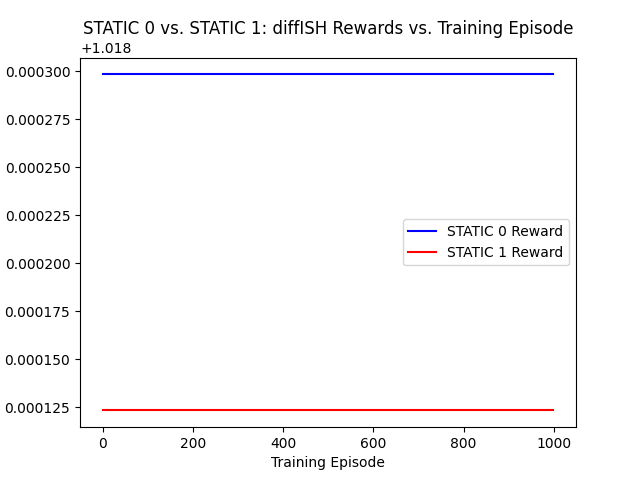 STATIC 0 vs. STATIC 1: diffISH Rewards vs. Training Episode
+1.018
0.000300
0.000275
0.000250
0.000225
0.000200
0.000175
0.000150
0.000125
STATIC 0 Reward
STATIC 1 Reward
0 200 400 600 800 1000
Training Episode